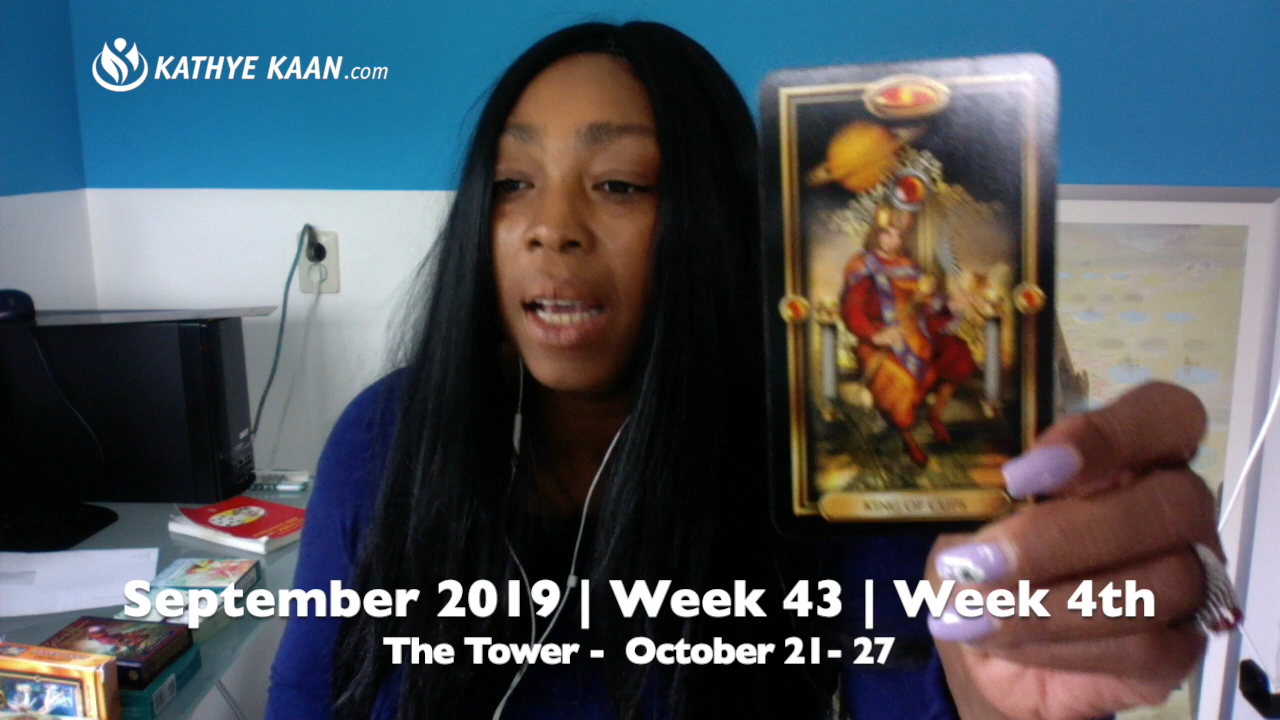 KATHYE KAAN.com
KING OF CUPS
September 2019 | Week 43 | Week 4th
The Tower - October 21- 27